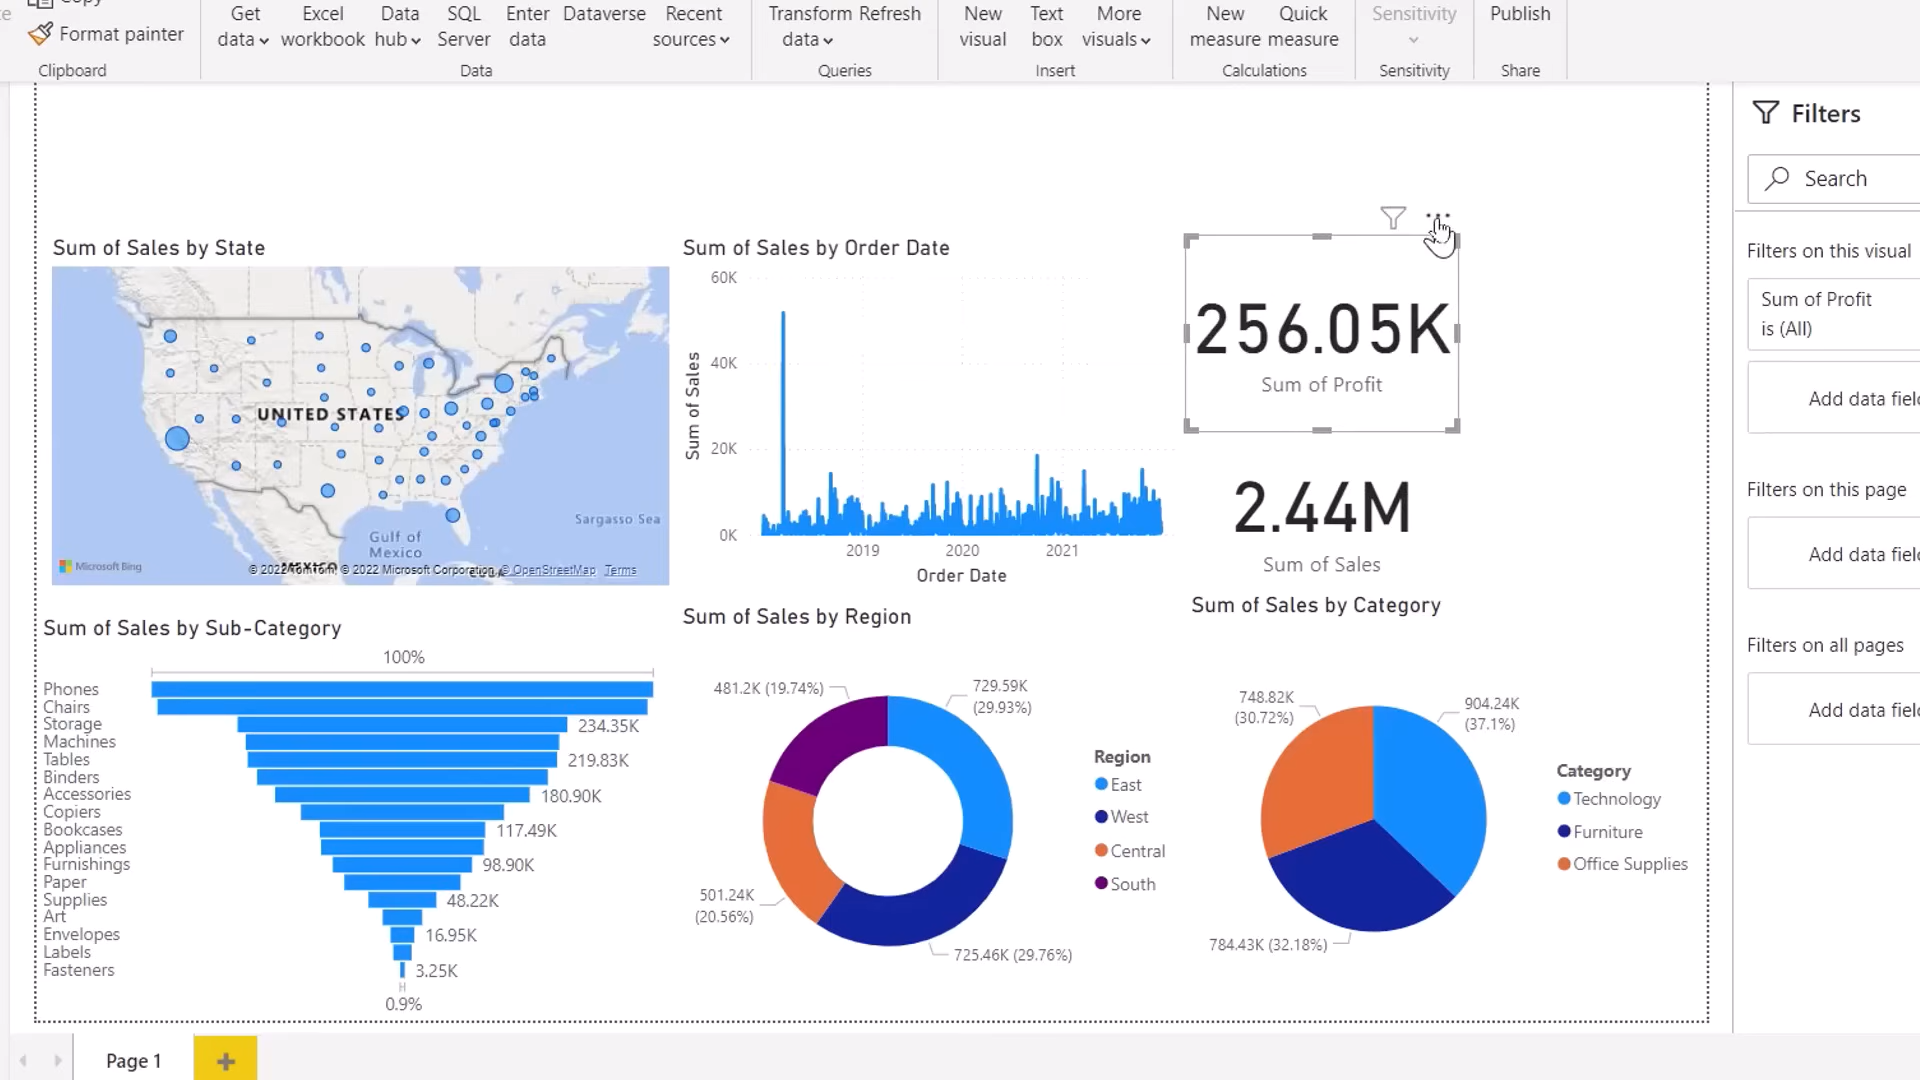 Copy
Format painter
Clipboard
Get data
Excel workbook
Data hub
SQL Server
Enter data
Dataverse
Recent sources
Data
Transform data
Refresh
Queries
New visual
Text box
More visuals
Insert
New measure
Quick measure
Calculations
Sensitivity
Sensitivity
Publish
Share
Filters
Search
Filters on this visual
Sum of Profit
is (All)
Add data fiel
Filters on this page
Add data fiel
Filters on all pages
Add data fiel
Sum of Sales by State
UNITED STATES
Sargasso Sea
Gulf of
Mexico
MEXICO
CUBA
Microsoft Bing
© 2022 TomTom, © 2022 Microsoft Corporation, © OpenStreetMap Terms
Sum of Sales by Order Date
60K
40K
20K
0K
Sum of Sales
2019 2020 2021
Order Date
256.05K
Sum of Profit
2.44M
Sum of Sales
Sum of Sales by Sub-Category
100%
Phones
Chairs
Storage 234.35K
Machines
Tables 219.83K
Binders
Accessories 180.90K
Copiers
Bookcases 117.49K
Appliances
Furnishings 98.90K
Paper
Supplies 48.22K
Art
Envelopes 16.95K
Labels
Fasteners 3.25K
0.9%
Sum of Sales by Region
481.2K (19.74%)
729.59K
(29.93%)
501.24K
(20.56%)
725.46K (29.76%)
Region
East
West
Central
South
Sum of Sales by Category
748.82K
(30.72%)
904.24K
(37.1%)
784.43K (32.18%)
Category
Technology
Furniture
Office Supplies
Page 1